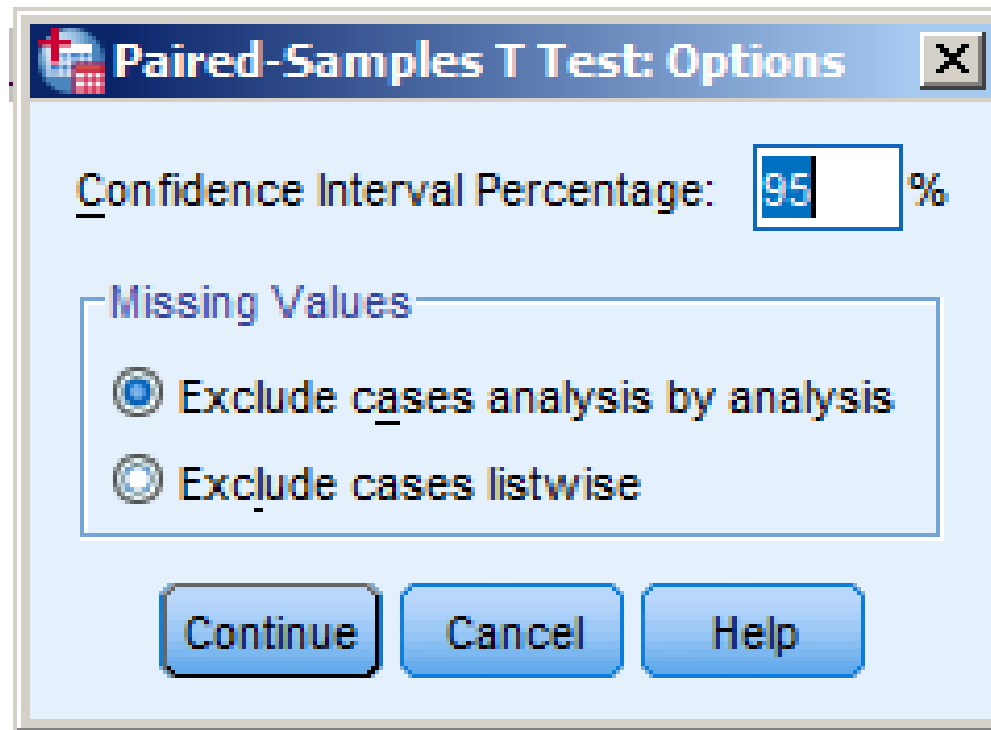 Paired-Samples T Test: Options
Confidence Interval Percentage: 95 %
Missing Values
Exclude cases analysis by analysis
Exclude cases listwise
Continue Cancel Help